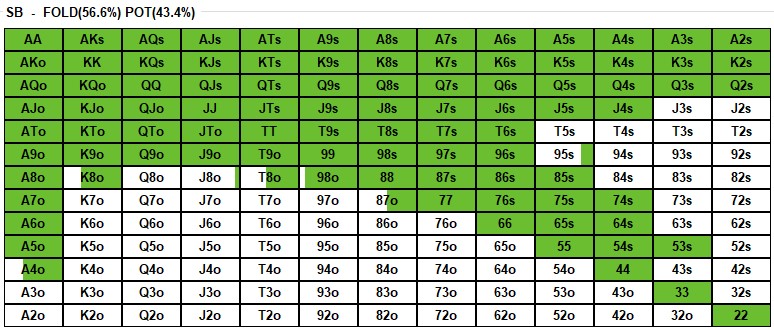 SB - FOLD(56.6%) POT(43.4%)
AA AKs AQs AJs ATs A9s A8s A7s A6s A5s A4s A3s A2s
AKo KK KQs KJs KTs K9s K8s K7s K6s K5s K4s K3s K2s
AQo KQo QQ QJs QTs Q9s Q8s Q7s Q6s Q5s Q4s Q3s Q2s
AJo KJo QJo JJ JTs J9s J8s J7s J6s J5s J4s J3s J2s
ATo KTo QTo JTo TT T9s T8s T7s T6s T5s T4s T3s T2s
A9o K9o Q9o J9o T9o 99 98s 97s 96s 95s 94s 93s 92s
A8o K8o Q8o J8o T8o 98o 88 87s 86s 85s 84s 83s 82s
A7o K7o Q7o J7o T7o 97o 87o 77 76s 75s 74s 73s 72s
A6o K6o Q6o J6o T6o 96o 86o 76o 66 65s 64s 63s 62s
A5o K5o Q5o J5o T5o 95o 85o 75o 65o 55 54s 53s 52s
A4o K4o Q4o J4o T4o 94o 84o 74o 64o 54o 44 43s 42s
A3o K3o Q3o J3o T3o 93o 83o 73o 63o 53o 43o 33 32s
A2o K2o Q2o J2o T2o 92o 82o 72o 62o 52o 42o 32o 22